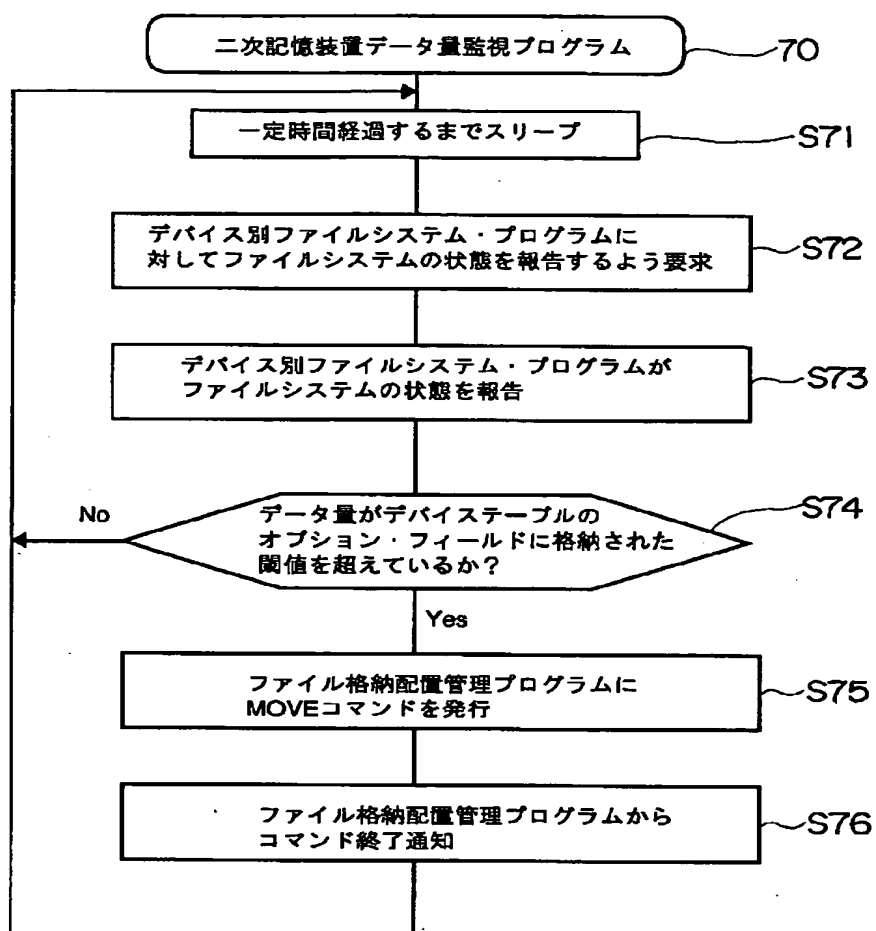 二次記憶装置データ量監視プログラム
70
一定時間経過するまでスリープ
S71
デバイス別ファイルシステム・プログラムに
対してファイルシステムの状態を報告するよう要求
S72
デバイス別ファイルシステム・プログラムが
ファイルシステムの状態を報告
S73
No
データ量がデバイステーブルの
オプション・フィールドに格納された
閾値を超えているか？
S74
Yes
ファイル格納配置管理プログラムに
MOVEコマンドを発行
S75
ファイル格納配置管理プログラムから
コマンド終了通知
S76